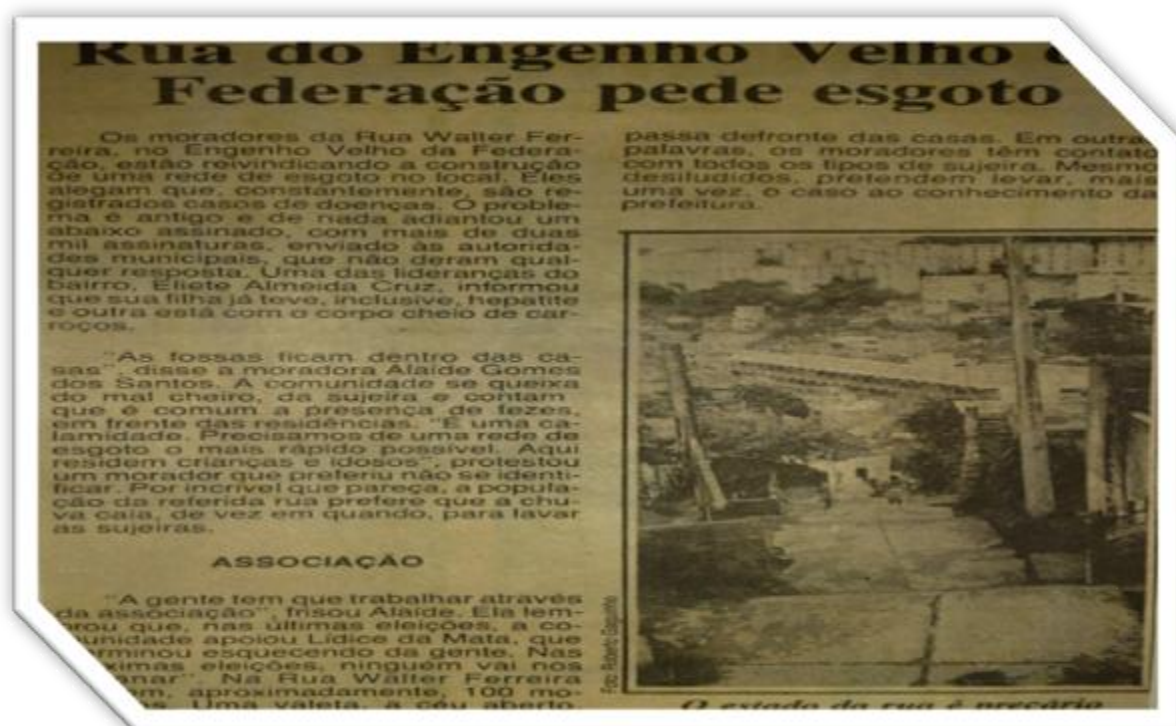 Rua do Engenho Velho
Federação pede esgoto
Os moradores da Rua Walter Fer-
reira, no Engenho Velho da Federa-
ção, estão reivindicando a construção
de uma rede de esgoto no local. Eles
alegam que, constantemente, são re-
gistrados casos de doenças. O proble-
ma é antigo e de nada adiantou um
abaixo assinado, com mais de duas
mil assinaturas, enviado às autorida-
des municipais, que não deram qual-
quer resposta. Uma das lideranças do
bairro, Eliete Almeida Cruz, informou
que sua filha já teve, inclusive, hepatite
e outra está com o corpo cheio de car-
roços.
"As fossas ficam dentro das ca-
sas", disse a moradora Alaíde Gomes
dos Santos. A comunidade se queixa
do mal cheiro, da sujeira e contam
que é comum a presença de fezes,
em frente das residências. "É uma ca-
lamidade. Precisamos de uma rede de
esgoto o mais rápido possível. Aqui
residem crianças e idosos", protestou
um morador que preferiu não se identi-
ficar. Por incrível que pareça, a popula-
ção da referida rua prefere que a chu-
va caia, de vez em quando, para lavar
as sujeiras.
ASSOCIAÇÃO
"A gente tem que trabalhar através
da associação", frisou Alaíde. Ela lem-
brou que, nas últimas eleições, a co-
munidade apoiou Lídice da Mata, que
rminou esquecendo da gente. Nas
ximas eleições, ninguém vai nos
anar". Na Rua Walter Ferreira
em, aproximadamente, 100 mo-
s. Uma valeta, a céu aberto,
passa defronte das casas. Em outra
palavras, os moradores têm contato
com todos os tipos de sujeira. Mesmo
desiludidos, pretendem levar, mais
uma vez, o caso ao conhecimento da
prefeitura.
Foto: Roberto
O estado da rua é precário